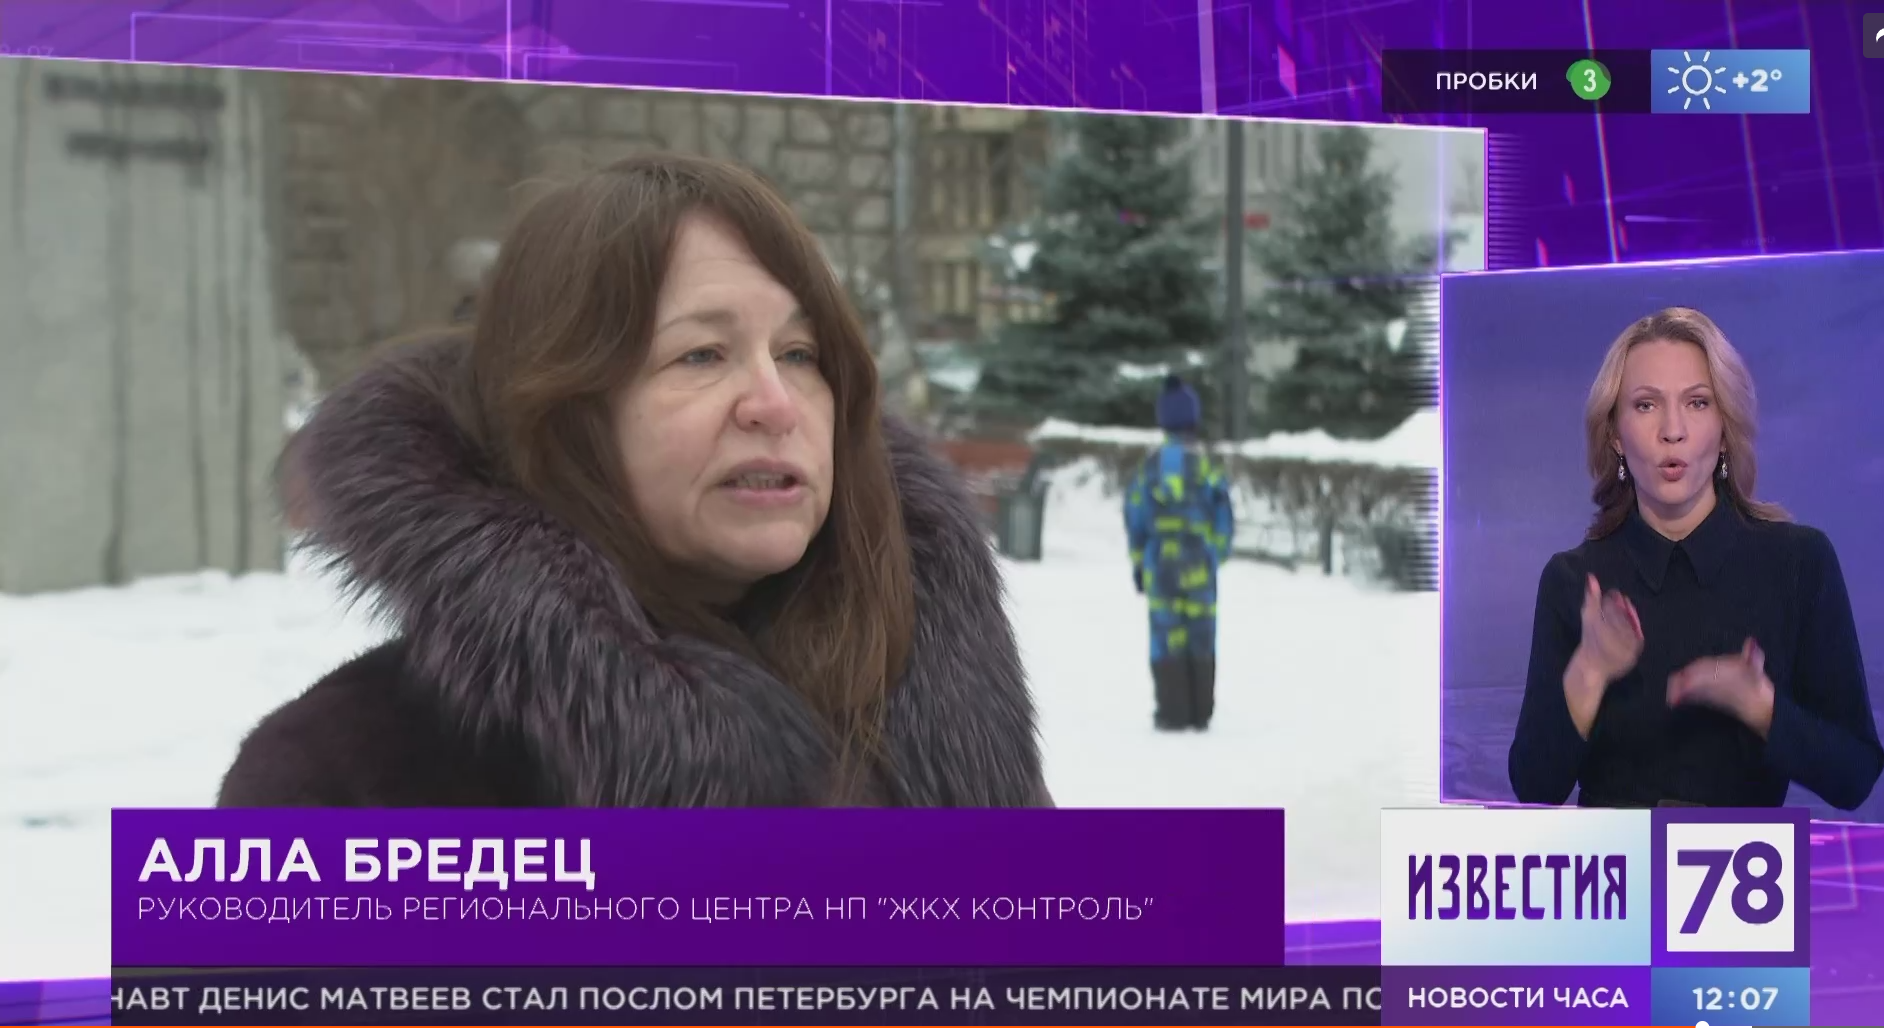 ПРОБКИ 3 +2°
АЛЛА БРЕДЕЦ
РУКОВОДИТЕЛЬ РЕГИОНАЛЬНОГО ЦЕНТРА НП "ЖКХ КОНТРОЛЬ"
ИЗВЕСТИЯ 78
НАВТ ДЕНИС МАТВЕЕВ СТАЛ ПОСЛОМ ПЕТЕРБУРГА НА ЧЕМПИОНАТЕ МИРА ПО
НОВОСТИ ЧАСА 12:07